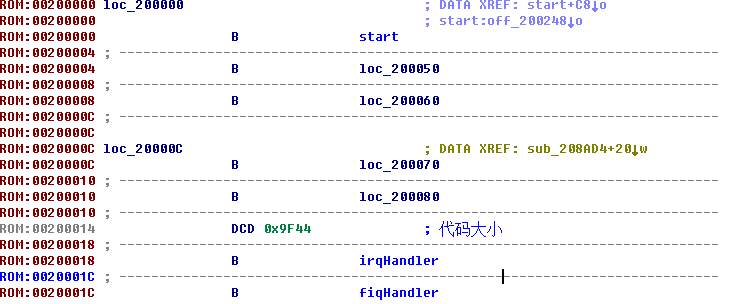 ROM:00200000 loc_200000 ; DATA XREF: start+C8↓o
ROM:00200000 ; start:off_200248↓o
ROM:00200000 B start
ROM:00200004 ; ---------------------------------------------------------------------------
ROM:00200004 B loc_200050
ROM:00200008 ; ---------------------------------------------------------------------------
ROM:00200008 B loc_200060
ROM:0020000C ; ---------------------------------------------------------------------------
ROM:0020000C
ROM:0020000C loc_20000C ; DATA XREF: sub_208AD4+20↓w
ROM:0020000C B loc_200070
ROM:00200010 ; ---------------------------------------------------------------------------
ROM:00200010 B loc_200080
ROM:00200010 ; ---------------------------------------------------------------------------
ROM:00200014 DCD 0x9F44 ; 代码大小
ROM:00200018 ; ---------------------------------------------------------------------------
ROM:00200018 B irqHandler
ROM:0020001C ; ---------------------------------------------------------------------------
ROM:0020001C B fiqHandler